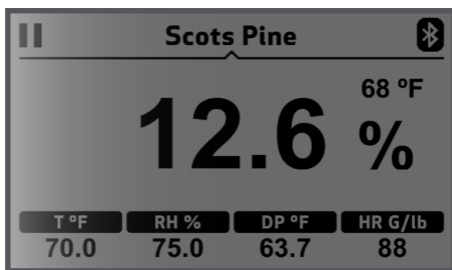 Scots Pine
68 ºF
12.6 %
T ºF RH % DP ºF HR G/lb
70.0 75.0 63.7 88